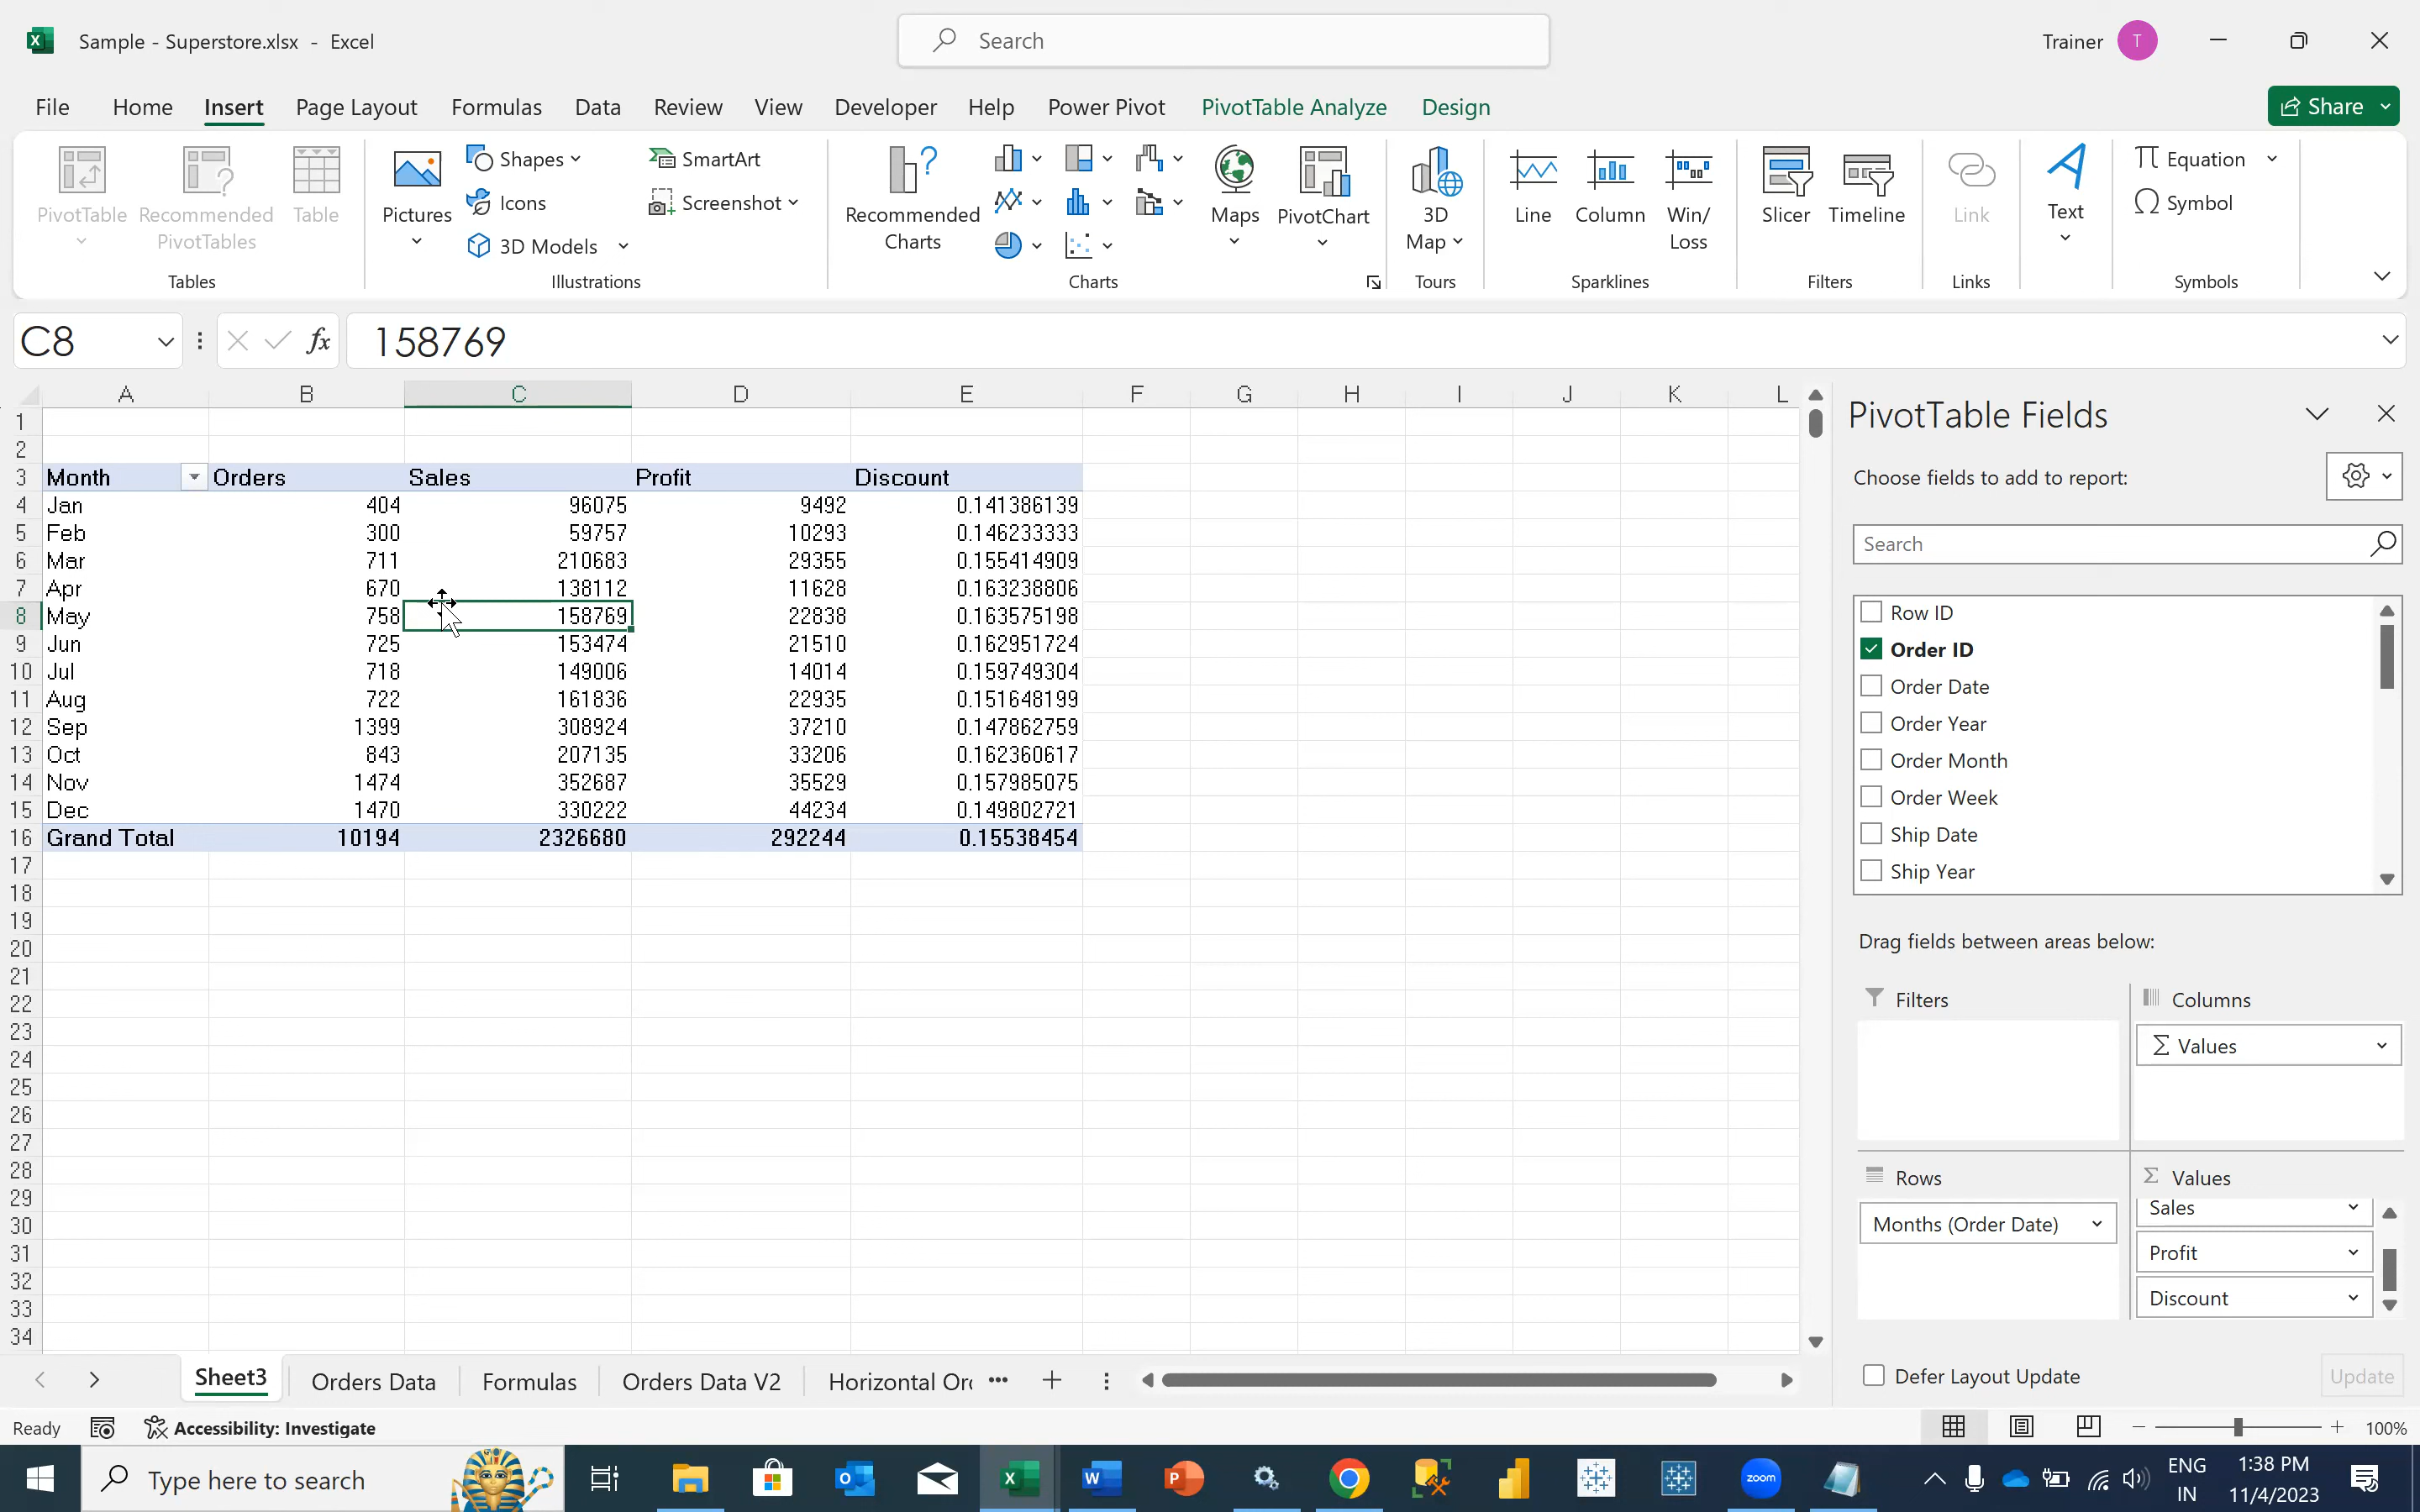 Sample - Superstore.xlsx - Excel
Search
Trainer T
File Home Insert Page Layout Formulas Data Review View Developer Help Power Pivot PivotTable Analyze Design Share
PivotTable
Recommended PivotTables
Table
Tables
Pictures
Shapes
Icons
3D Models
SmartArt
Screenshot
Illustrations
Recommended Charts
Maps
PivotChart
Charts
3D Map
Tours
Line
Column
Win/ Loss
Sparklines
Slicer
Timeline
Filters
Link
Links
Text
Equation
Symbol
Symbols
C8 fx 158769
A B C D E F G H I J K L
1
2
3 Month Orders Sales Profit Discount
4 Jan 404 96075 9492 0.141386139
5 Feb 300 59757 10293 0.146233333
6 Mar 711 210683 29355 0.155414909
7 Apr 670 138112 11628 0.163238806
8 May 758 158769 22838 0.163575198
9 Jun 725 153474 21510 0.162951724
10 Jul 718 149006 14014 0.159749304
11 Aug 722 161836 22935 0.151648199
12 Sep 1399 308924 37210 0.147862759
13 Oct 843 207135 33206 0.162360617
14 Nov 1474 352687 35529 0.157985075
15 Dec 1470 330222 44234 0.149802721
16 Grand Total 10194 2326680 292244 0.15538454
17
18
19
20
21
22
23
24
25
26
27
28
29
30
31
32
33
34
PivotTable Fields
Choose fields to add to report:
Search
Row ID
Order ID
Order Date
Order Year
Order Month
Order Week
Ship Date
Ship Year
Drag fields between areas below:
Filters
Columns
Σ Values
Rows
Months (Order Date)
Σ Values
Sales
Profit
Discount
Defer Layout Update
Update
Sheet3 Orders Data Formulas Orders Data V2 Horizontal Orc ...
Ready
Accessibility: Investigate
100%
Type here to search
zoom
ENG
IN
1:38 PM
11/4/2023